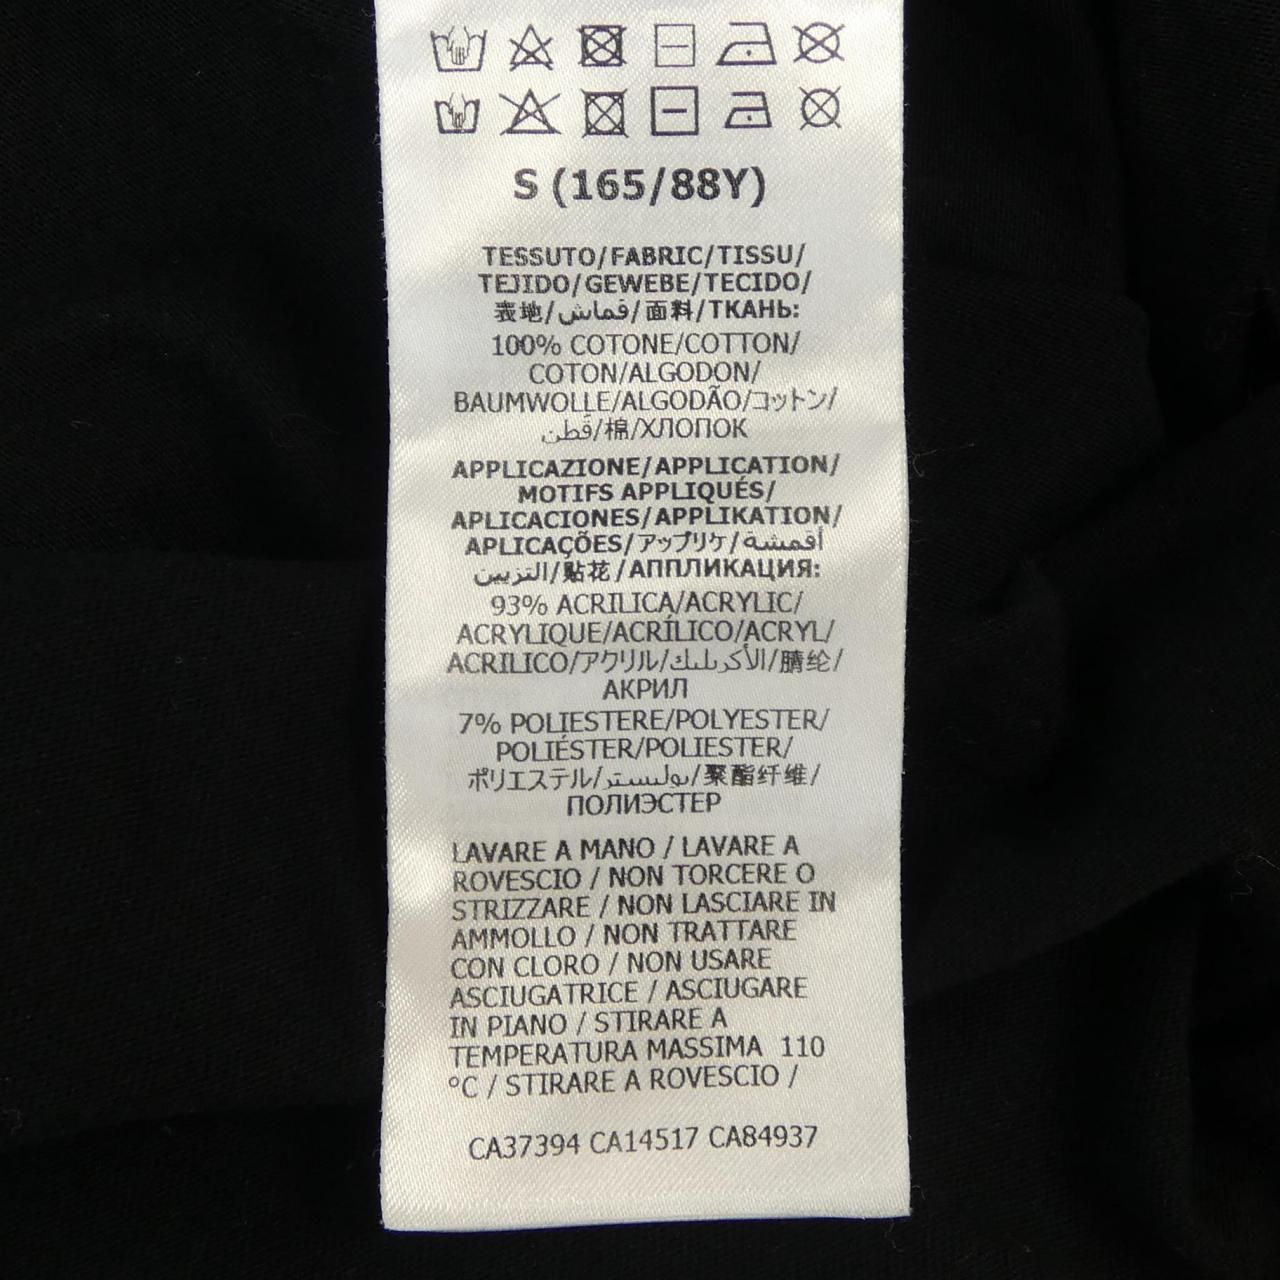 S (165/88Y)
TESSUTO/FABRIC/TISSU/
TEJIDO/GEWEBE/TECIDO/
表地/قماش/面料/ТКАНЬ:
100% COTONE/COTTON/
COTON/ALGODON/
BAUMWOLLE/ALGODÃO/コットン/
قطن/棉/ХЛОПОК
APPLICAZIONE/APPLICATION/
MOTIFS APPLIQUÉS/
APLICACIONES/APPLIKATION/
APLICAÇÕES/アップリケ/أقمشة
التزيين/贴花/АППЛИКАЦИЯ:
93% ACRILICA/ACRYLIC/
ACRYLIQUE/ACRÍLICO/ACRYL/
ACRILICO/アクリル/الأكريليك/腈纶/
АКРИЛ
7% POLIESTERE/POLYESTER/
POLIÉSTER/POLIESTER/
ポリエステル/بوليستر/聚酯纤维/
ПОЛИЭСТЕР
LAVARE A MANO / LAVARE A
ROVESCIO / NON TORCERE O
STRIZZARE / NON LASCIARE IN
AMMOLLO / NON TRATTARE
CON CLORO / NON USARE
ASCIUGATRICE / ASCIUGARE
IN PIANO / STIRARE A
TEMPERATURA MASSIMA 110
°C / STIRARE A ROVESCIO /
CA37394 CA14517 CA84937